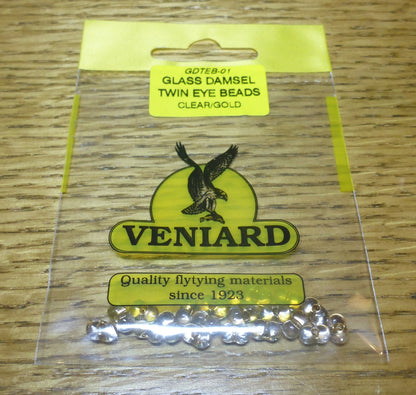 GDTEB-01
GLASS DAMSEL
TWIN EYE BEADS
CLEAR/GOLD
VENIARD
Quality flytying materials
since 1923